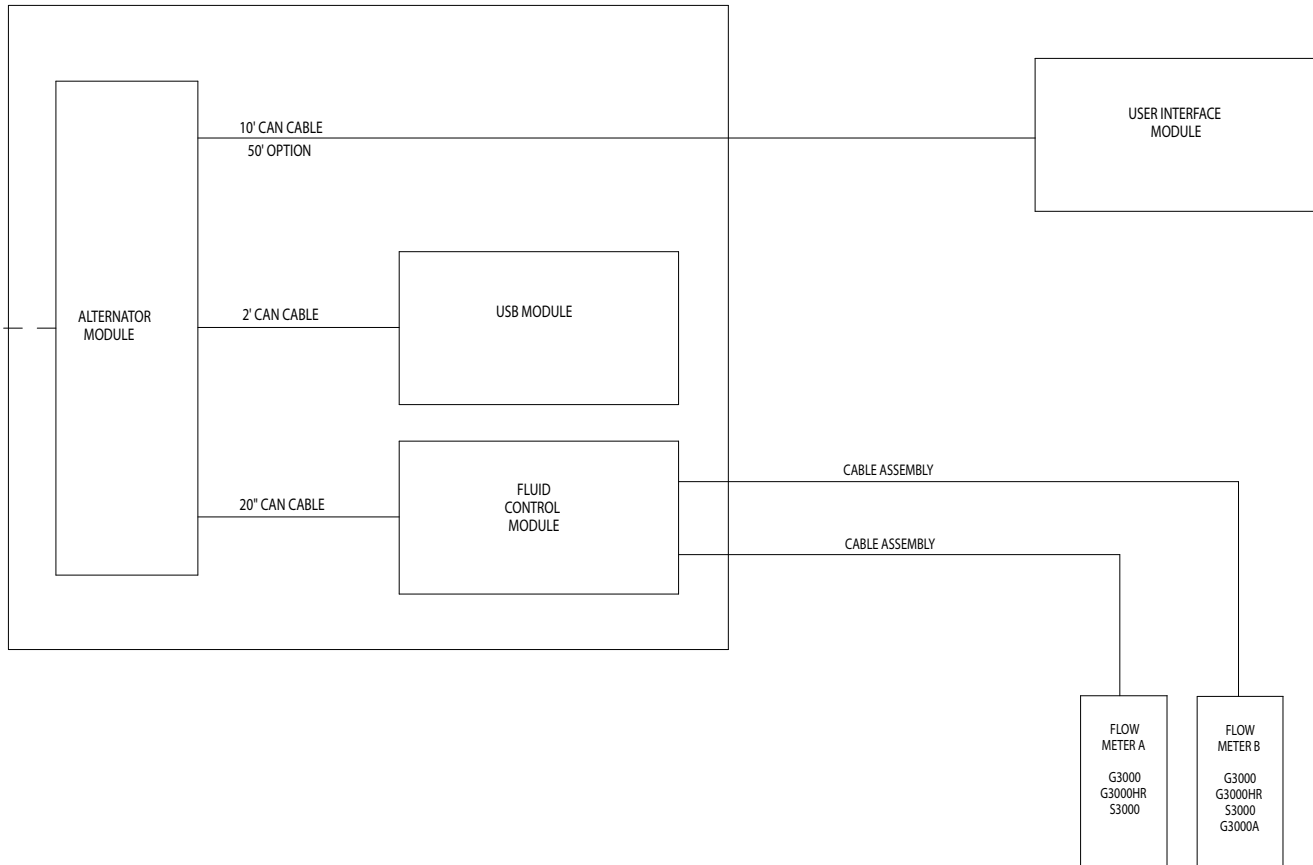 10' CAN CABLE
50' OPTION
USER INTERFACE
MODULE
ALTERNATOR
MODULE
2' CAN CABLE
USB MODULE
20" CAN CABLE
FLUID
CONTROL
MODULE
CABLE ASSEMBLY
CABLE ASSEMBLY
FLOW
METER A
G3000
G3000HR
S3000
FLOW
METER B
G3000
G3000HR
S3000
G3000A